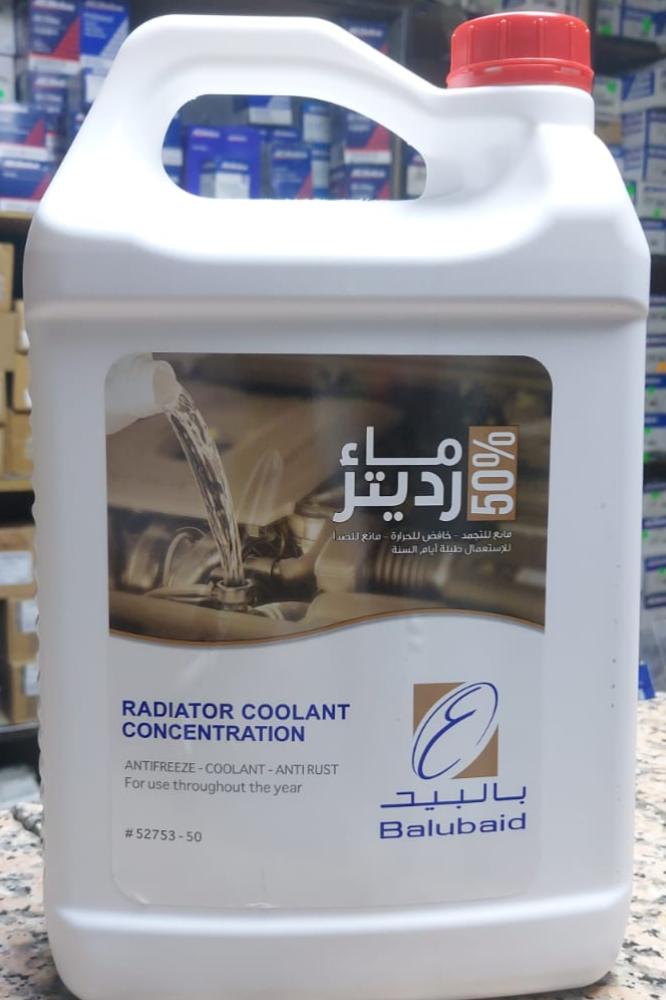 ماء
رديتر
50%
مانع للتجمد - خافض للحرارة - مانع للصدأ
للإستعمال طيلة أيام السنة
RADIATOR COOLANT
CONCENTRATION
ANTIFREEZE - COOLANT - ANTI RUST
For use throughout the year
# 52753 - 50
بالبيد
Balubaid